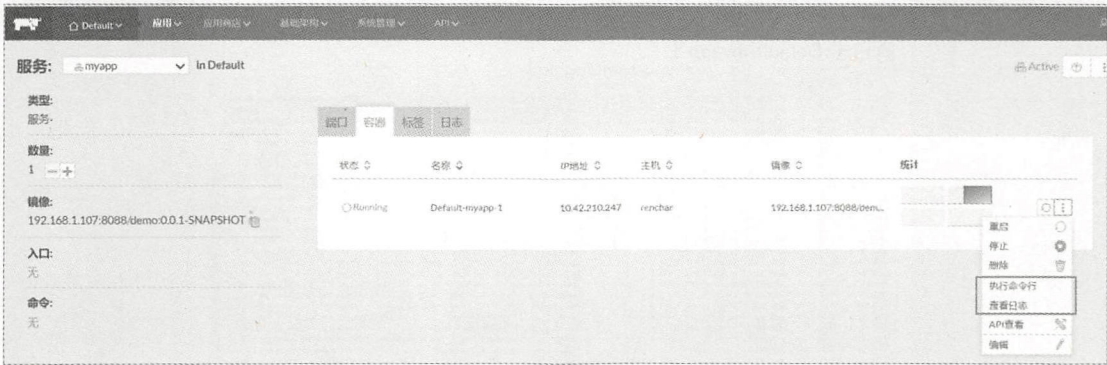 Default 应用 应用商店 基础架构 系统管理 API
服务: myapp in Default
Active
类型:
服务
数量:
1
镜像:
192.168.1.107:8088/demo:0.0.1-SNAPSHOT
入口:
无
命令:
无
端口 容器 标签 日志
状态 名称 IP地址 主机 镜像 统计
Running Default-myapp-1 10.42.210.247 renchar 192.168.1.107:8088/dem...
重启
停止
删除
执行命令行
查看日志
API查看
编辑